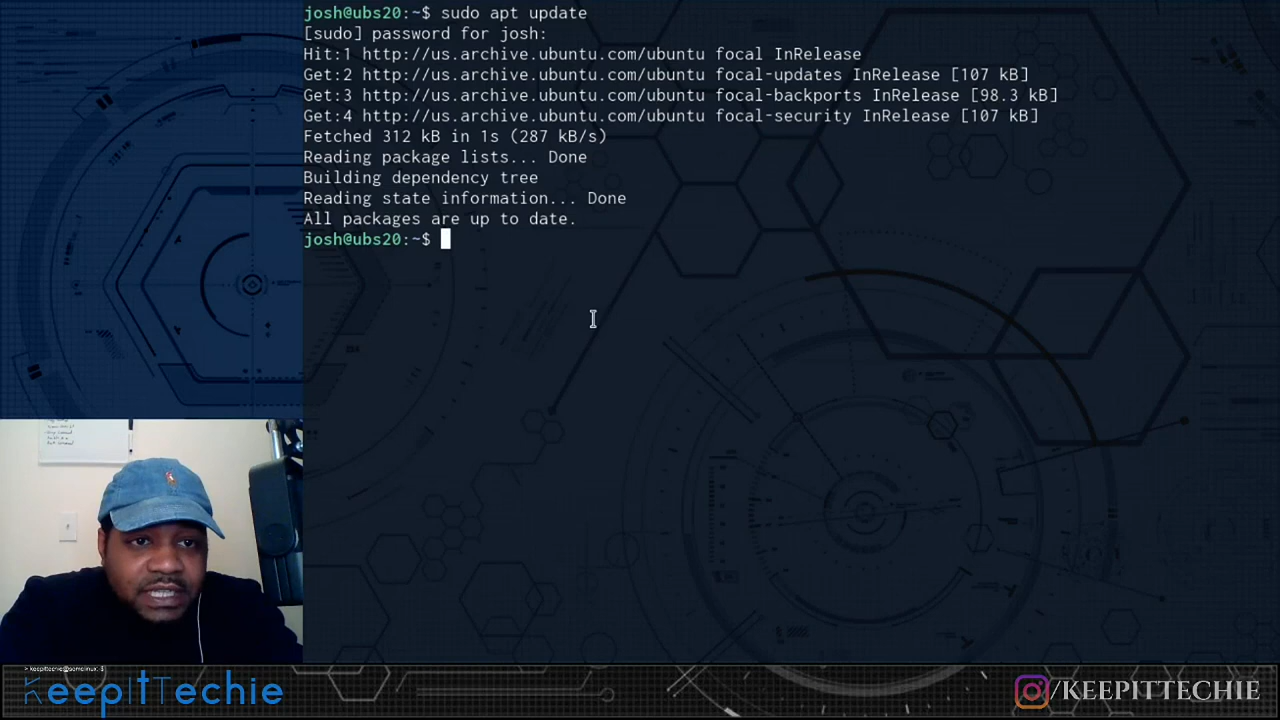 josh@ubs20:~$ sudo apt update
[sudo] password for josh:
Hit:1 http://us.archive.ubuntu.com/ubuntu focal InRelease
Get:2 http://us.archive.ubuntu.com/ubuntu focal-updates InRelease [107 kB]
Get:3 http://us.archive.ubuntu.com/ubuntu focal-backports InRelease [98.3 kB]
Get:4 http://us.archive.ubuntu.com/ubuntu focal-security InRelease [107 kB]
Fetched 312 kB in 1s (287 kB/s)
Reading package lists... Done
Building dependency tree
Reading state information... Done
All packages are up to date.
josh@ubs20:~$
KeepItTechie
/KEEPITTECHIE